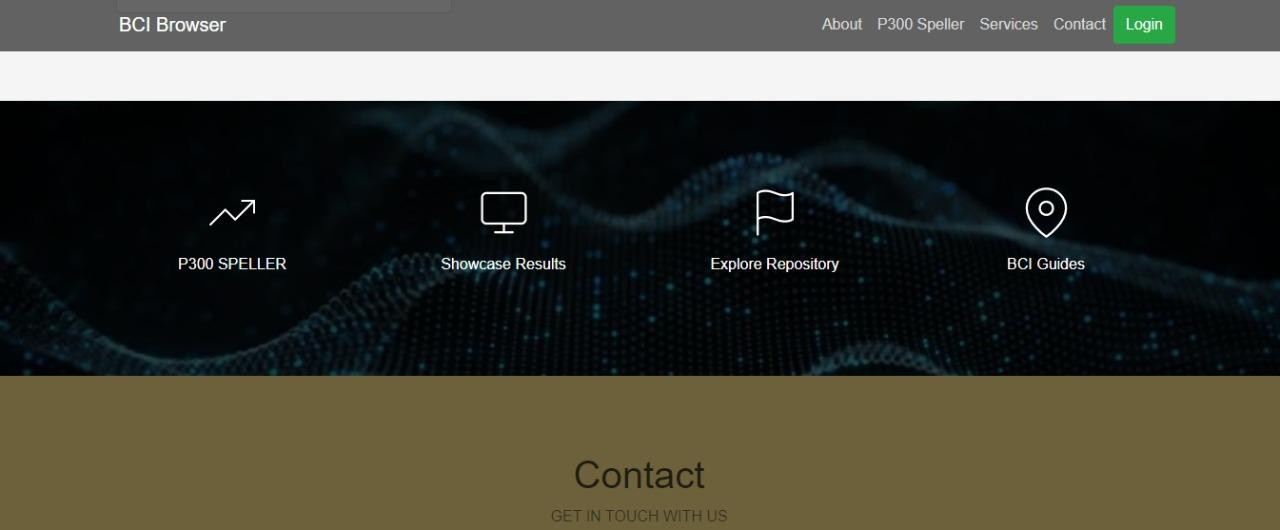 BCI Browser About P300 Speller Services Contact Login
P300 SPELLER Showcase Results Explore Repository BCI Guides
Contact
GET IN TOUCH WITH US